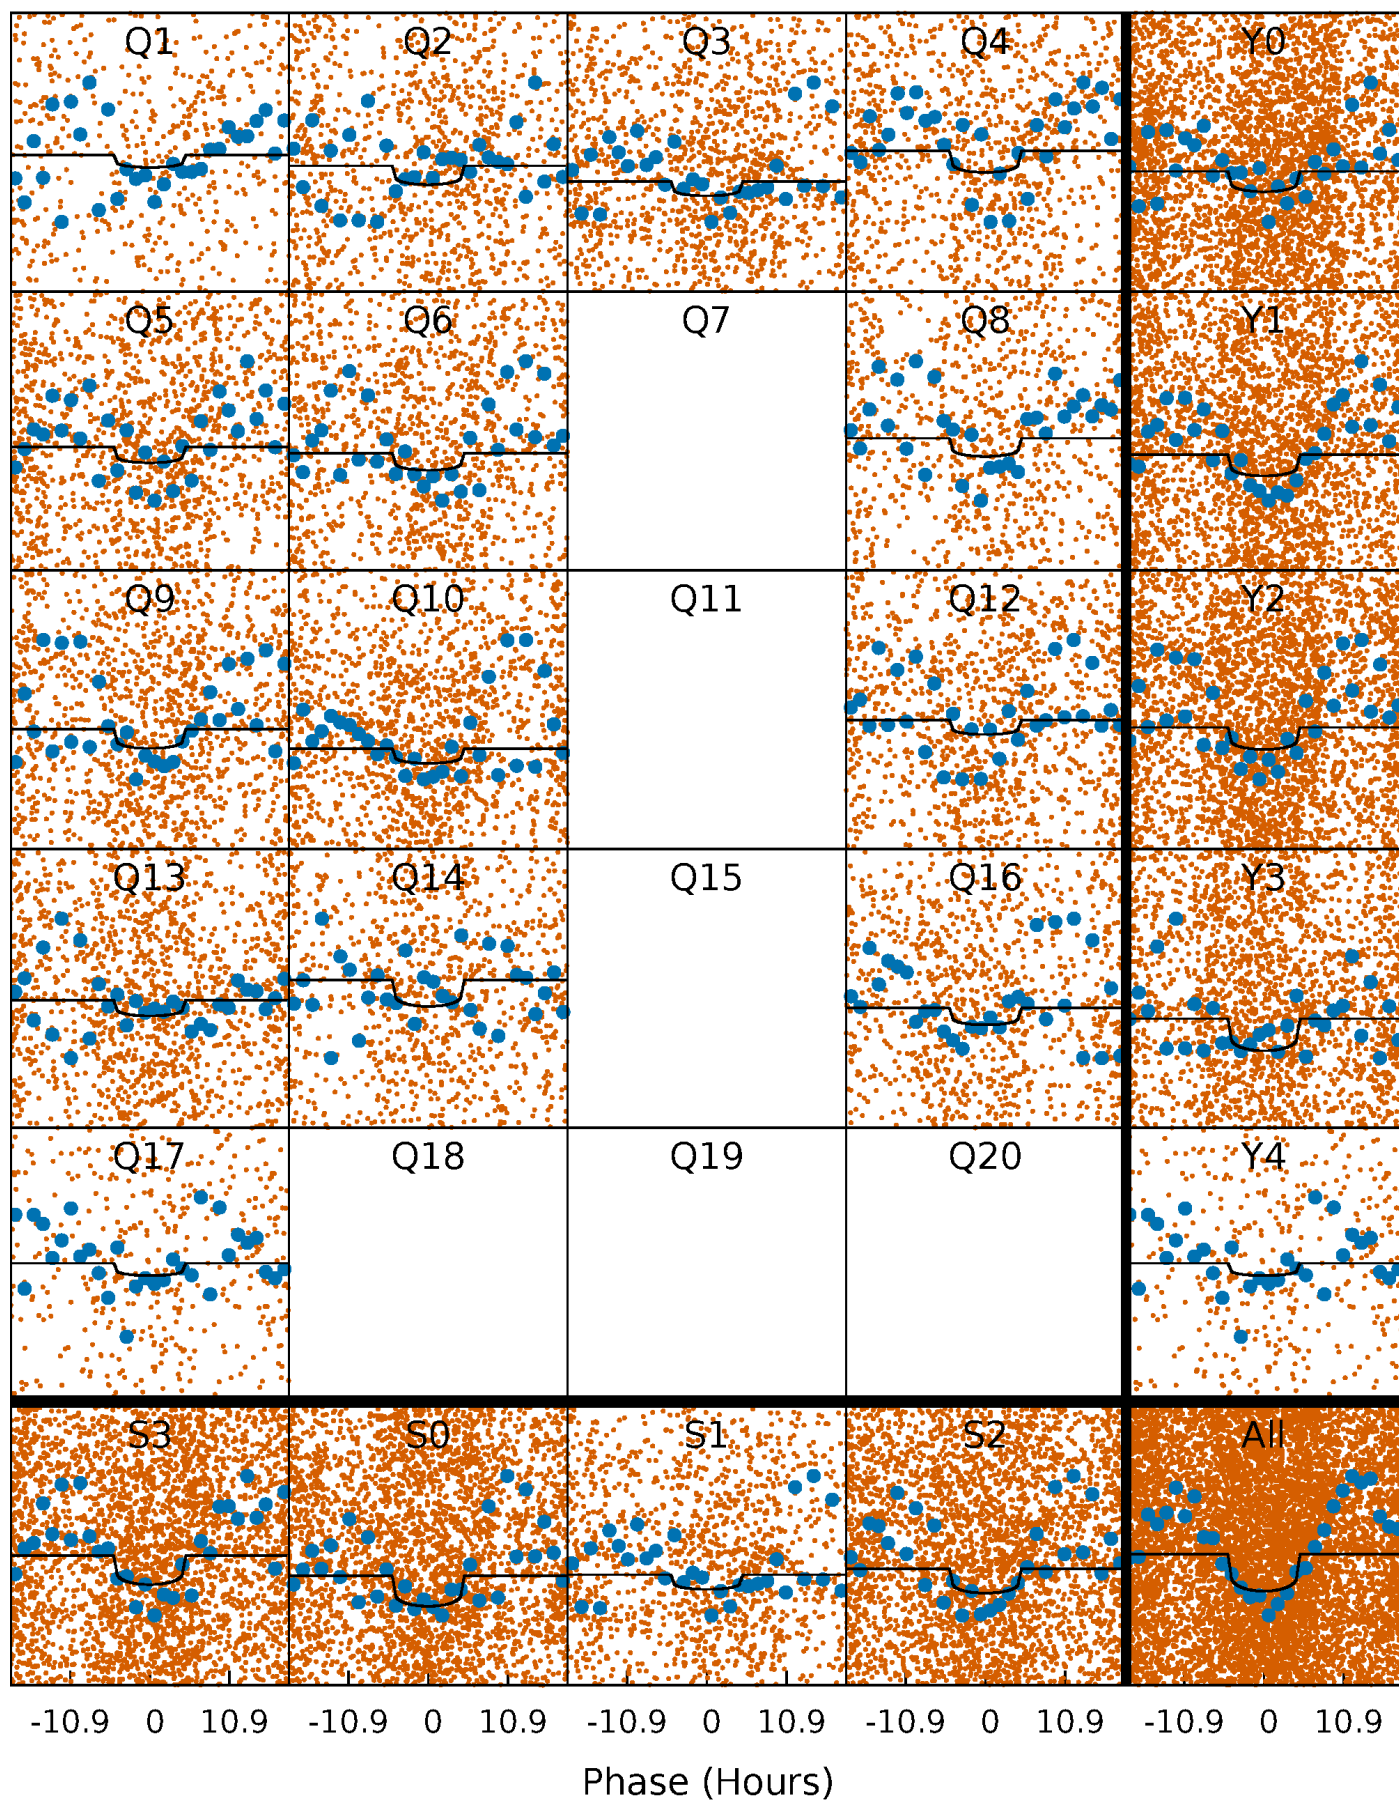 Q1 Q2 Q3 Q4 Y0
Q5 Q6 Q7 Q8 Y1
Q9 Q10 Q11 Q12 Y2
Q13 Q14 Q15 Q16 Y3
Q17 Q18 Q19 Q20 Y4
S3 S0 S1 S2 All
-10.9 0 10.9 -10.9 0 10.9 -10.9 0 10.9 -10.9 0 10.9 -10.9 0 10.9
Phase (Hours)